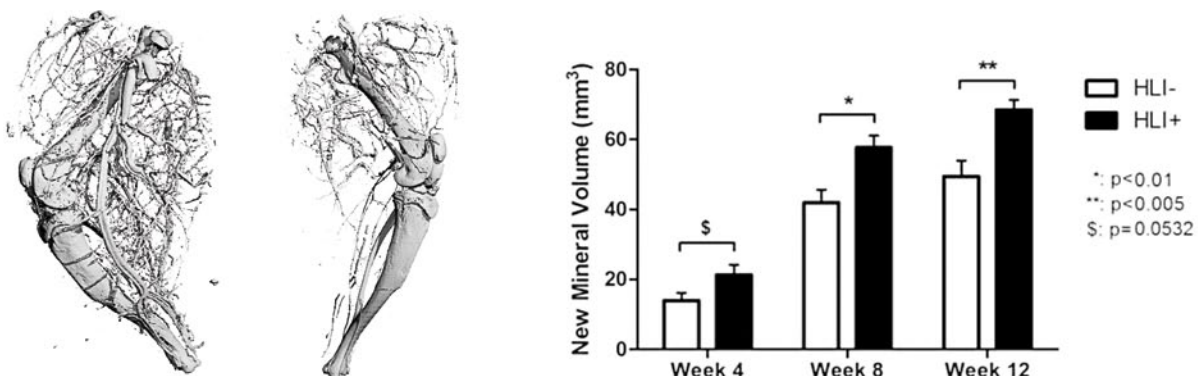 New Mineral Volume (mm³)
80
60
40
20
0
$
*
**
Week 4
Week 8
Week 12
HLI-
HLI+
*: p<0.01
**: p<0.005
$: p=0.0532